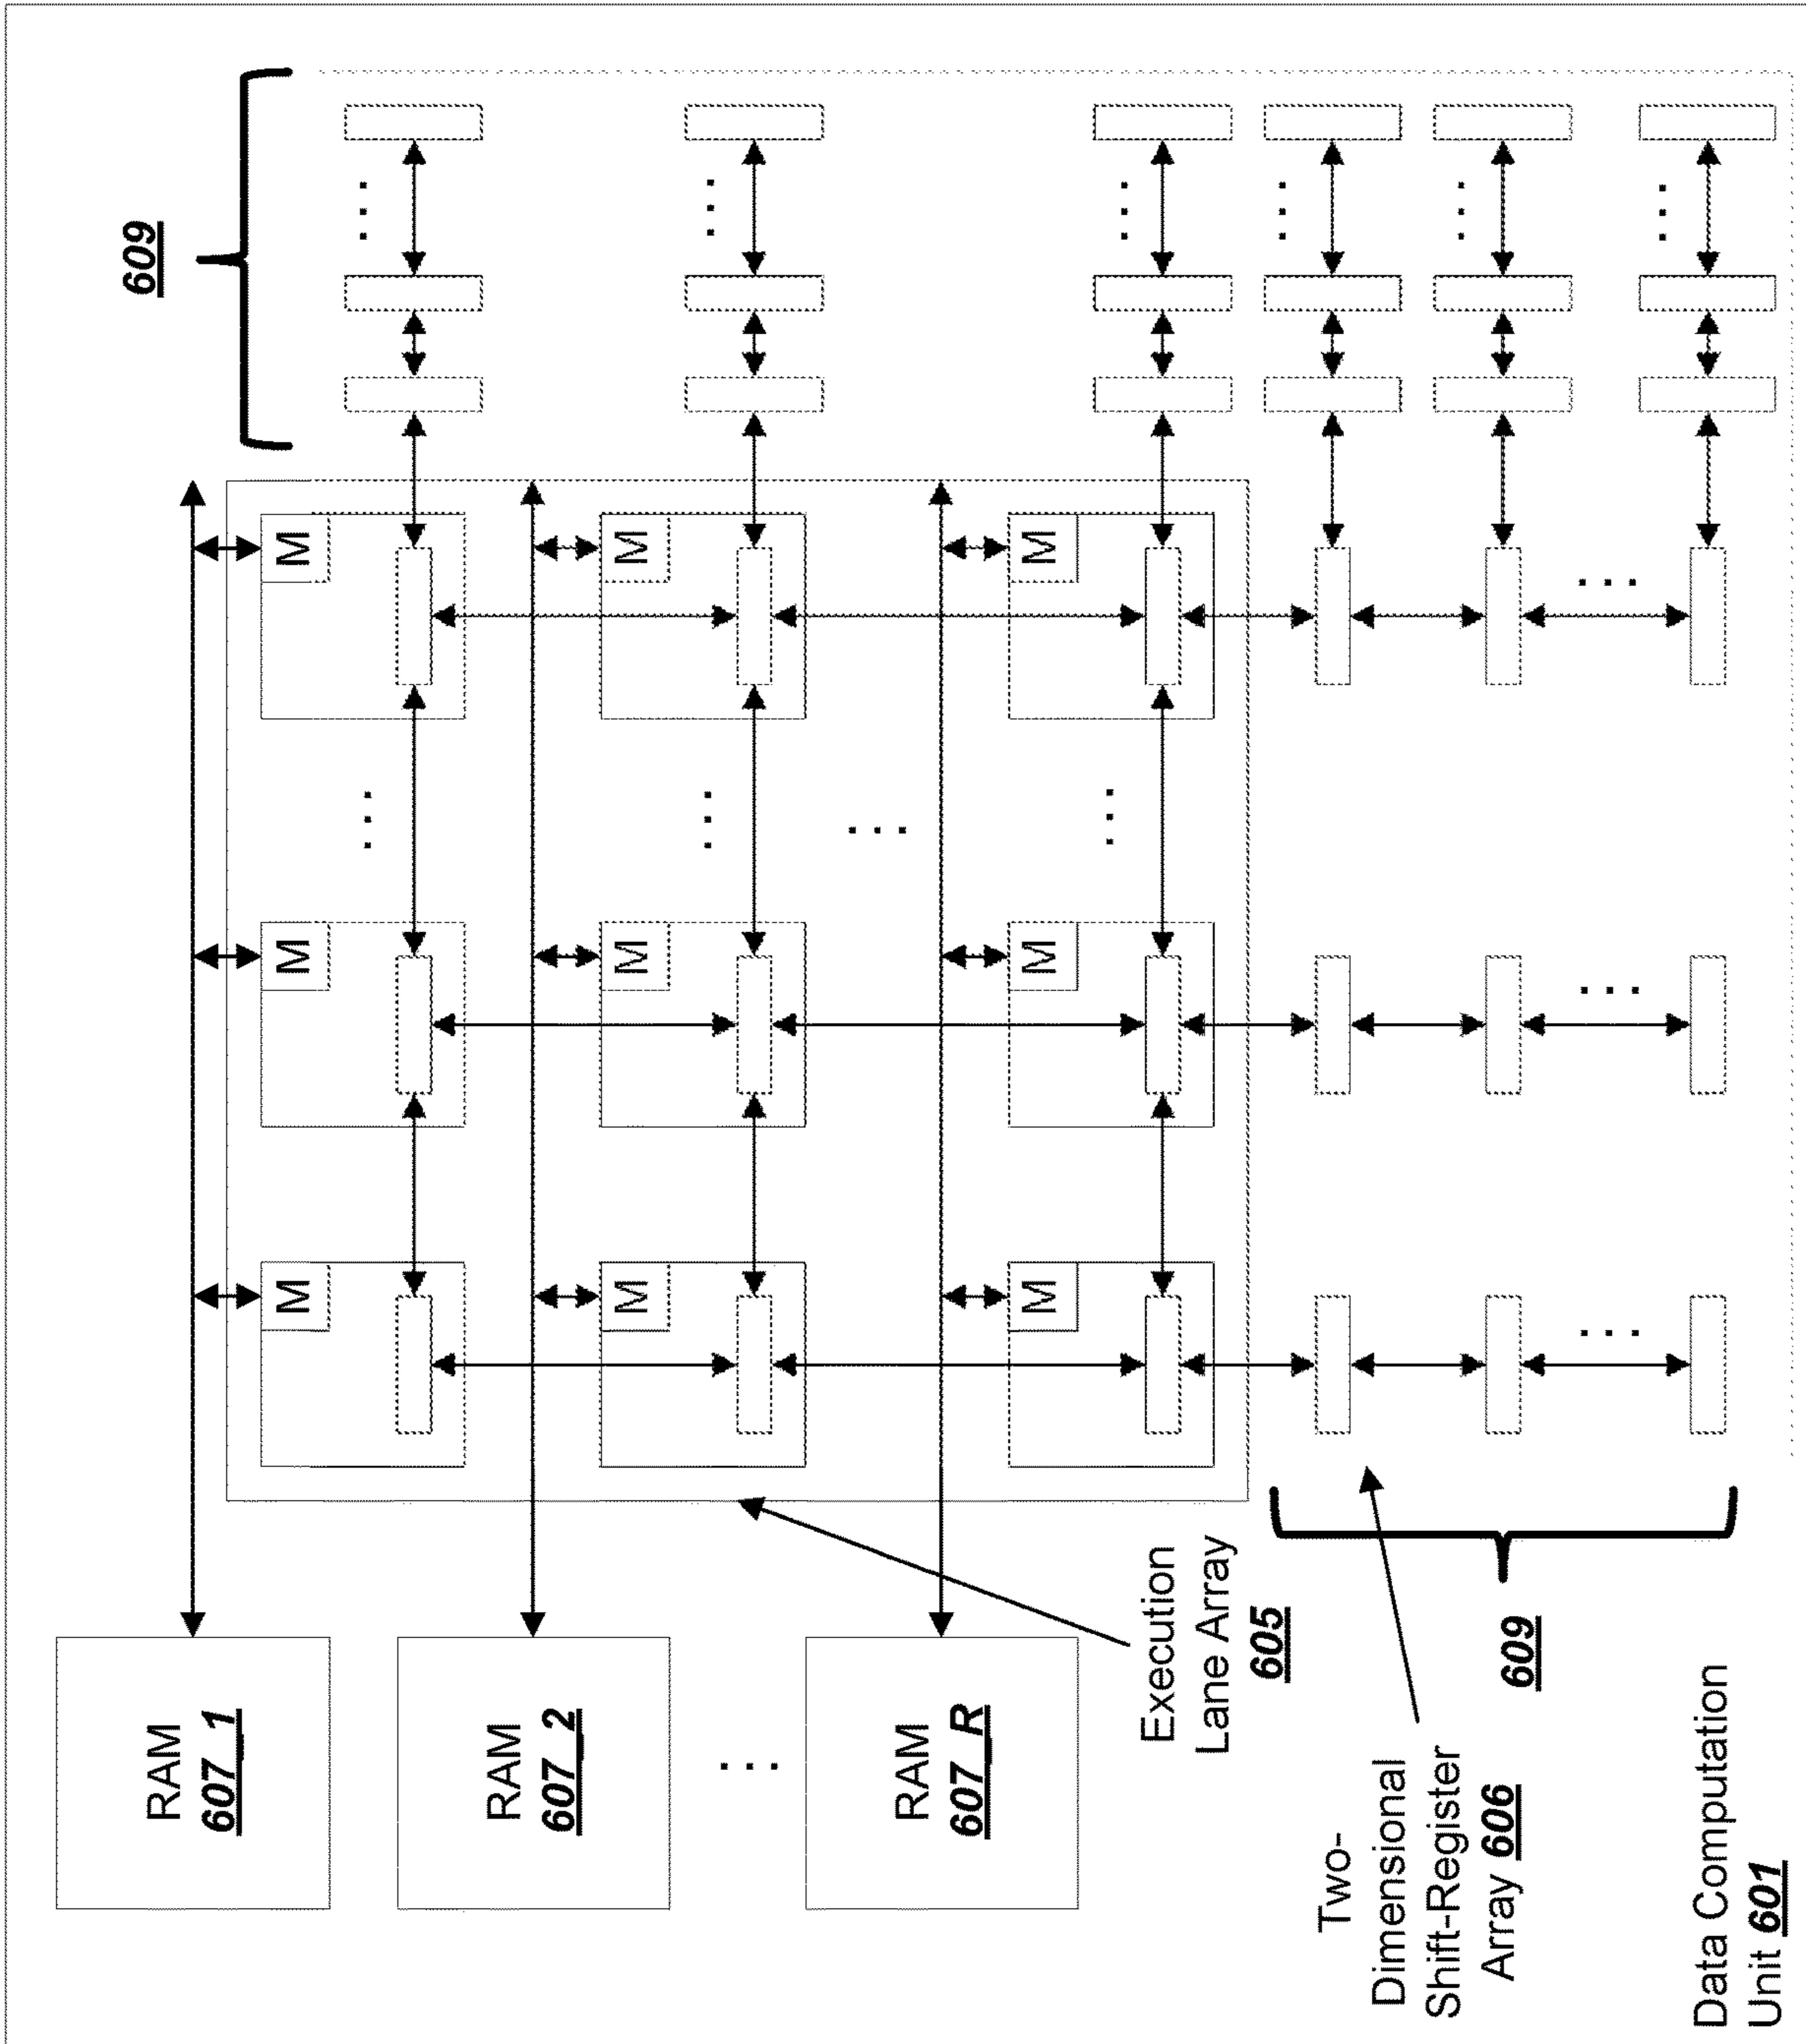 609
RAM
607_1
M
M
M
RAM
607_2
M
M
M
RAM
607_R
M
M
M
Execution
Lane Array
605
Two-
Dimensional
Shift-Register
Array 606
609
Data Computation
Unit 601